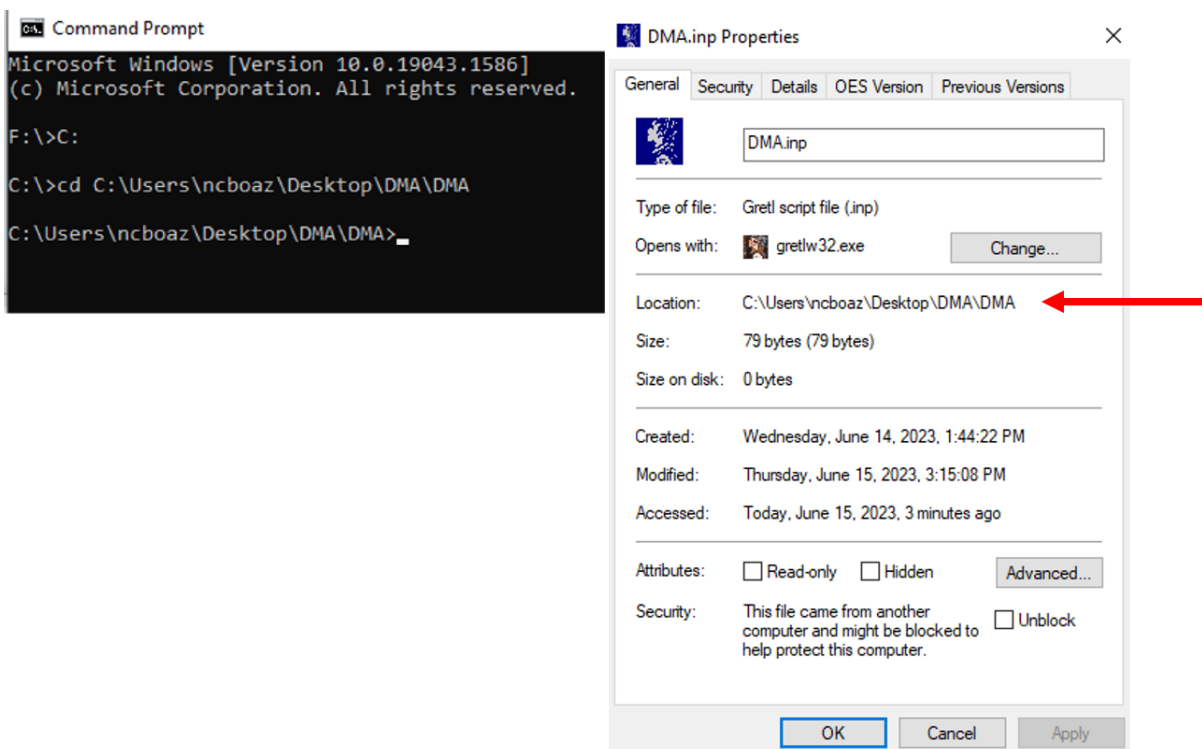 Command Prompt
Microsoft Windows [Version 10.0.19043.1586]
(c) Microsoft Corporation. All rights reserved.
F:\>C:
C:\>cd C:\Users\ncboaz\Desktop\DMA\DMA
C:\Users\ncboaz\Desktop\DMA\DMA>
DMA.inp Properties
General Security Details OES Version Previous Versions
DMA.inp
Type of file: Gretl script file (.inp)
Opens with: gretlw32.exe Change...
Location: C:\Users\ncboaz\Desktop\DMA\DMA
Size: 79 bytes (79 bytes)
Size on disk: 0 bytes
Created: Wednesday, June 14, 2023, 1:44:22 PM
Modified: Thursday, June 15, 2023, 3:15:08 PM
Accessed: Today, June 15, 2023, 3 minutes ago
Attributes: Read-only Hidden Advanced...
Security: This file came from another
computer and might be blocked to
help protect this computer.
Unblock
OK Cancel Apply